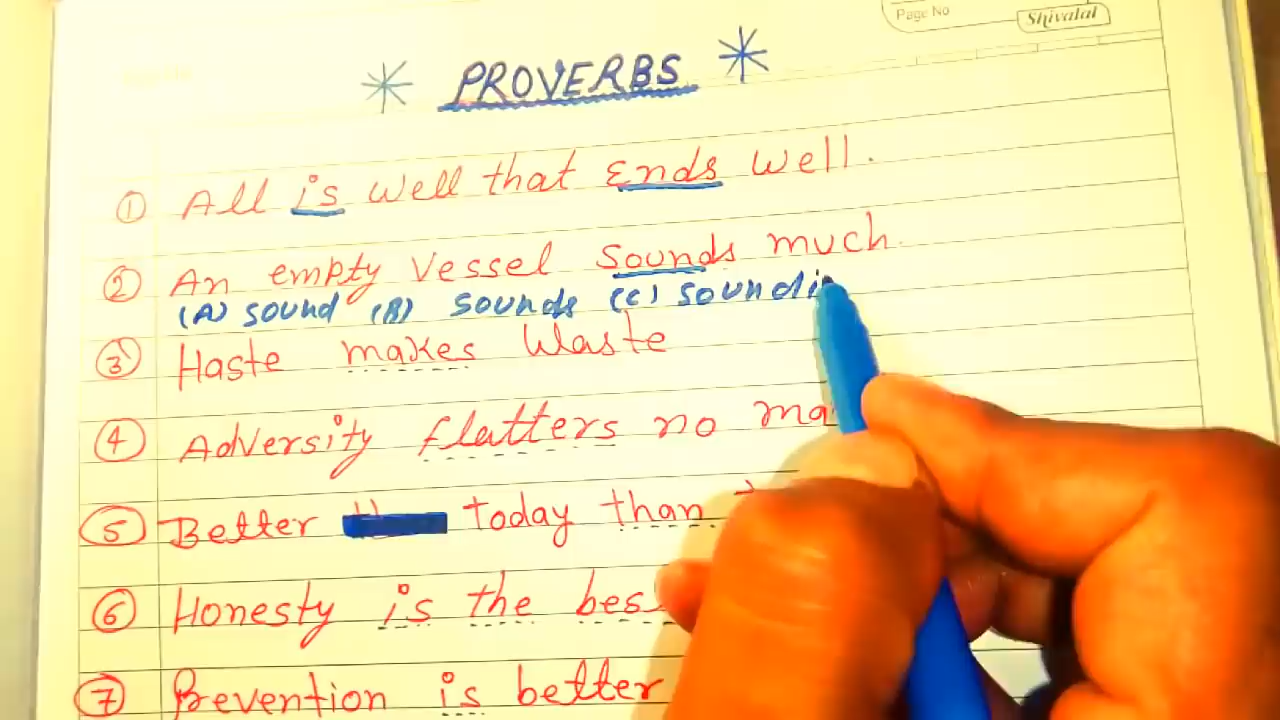 Page No
Shivalal
* PROVERBS *
① All is well that Ends well.
② An empty Vessel sounds much.
(A) sound (B) sounds (C) soundi
③ Haste makes Waste
④ Adversity flatters no ma
⑤ Better today than
⑥ Honesty is the bes
⑦ Prevention is better